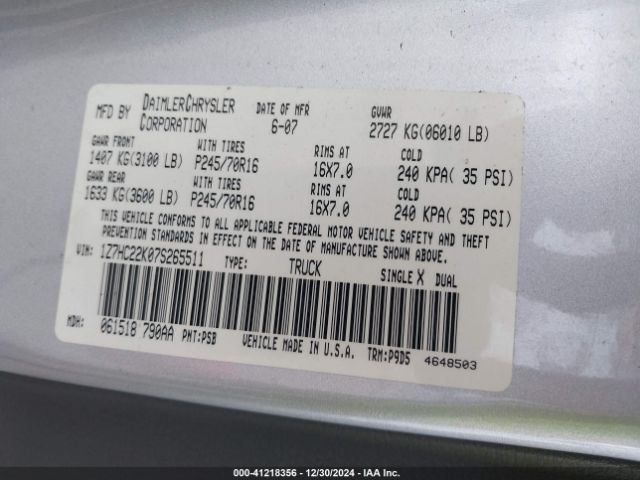 MFD BY DAIMLERCHRYSLER CORPORATION DATE OF MFR 6-07 GVWR 2727 KG(06010 LB)
GAWR FRONT WITH TIRES RIMS AT COLD
1407 KG(3100 LB) P245/70R16 16X7.0 240 KPA( 35 PSI)
GAWR REAR WITH TIRES RIMS AT COLD
1633 KG(3600 LB) P245/70R16 16X7.0 240 KPA( 35 PSI)
THIS VEHICLE CONFORMS TO ALL APPLICABLE FEDERAL MOTOR VEHICLE SAFETY AND THEFT
PREVENTION STANDARDS IN EFFECT ON THE DATE OF MANUFACTURE SHOWN ABOVE.
VIN: 1Z7HC22K07S265511 TYPE: TRUCK SINGLE X DUAL
MDH: 061518 790AA PNT:PSB VEHICLE MADE IN U.S.A. TRM:P9D5 4648503
000-41218356 - 12/30/2024 - IAA Inc.